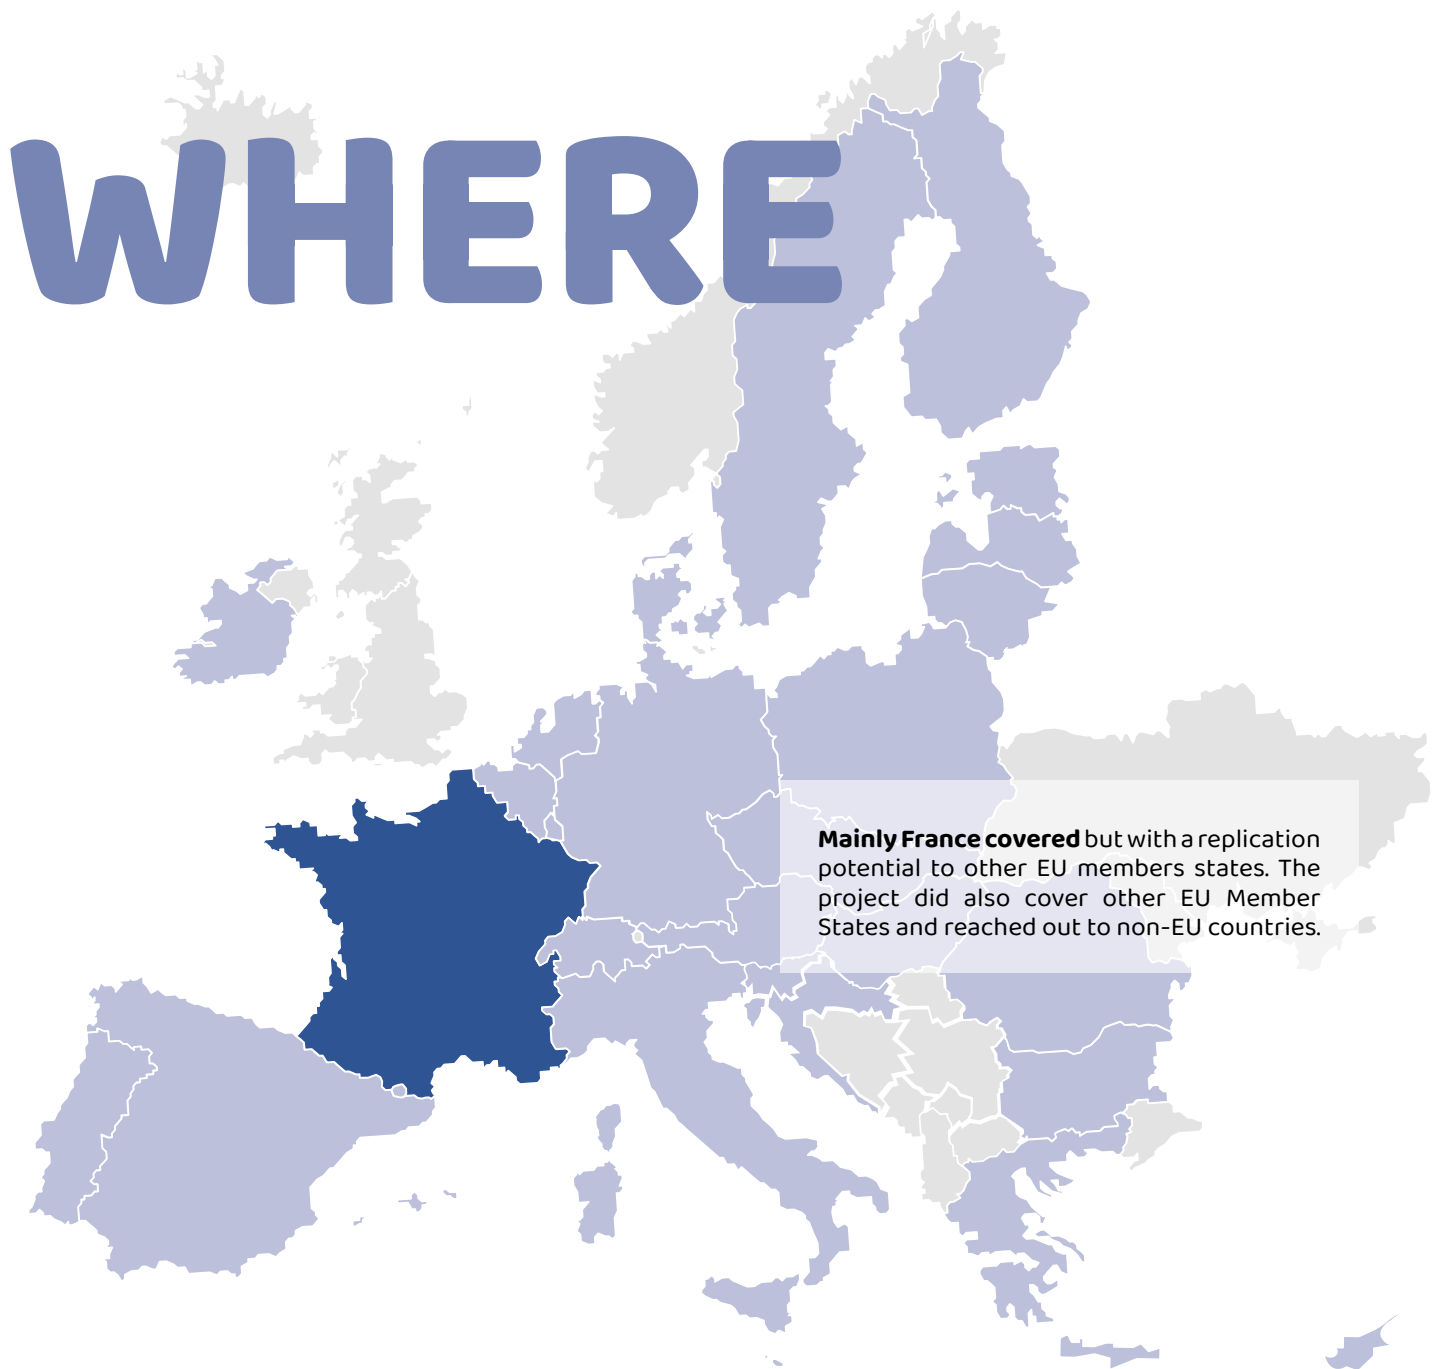 WHERE
Mainly France covered but with a replication
potential to other EU members states. The
project did also cover other EU Member
States and reached out to non-EU countries.